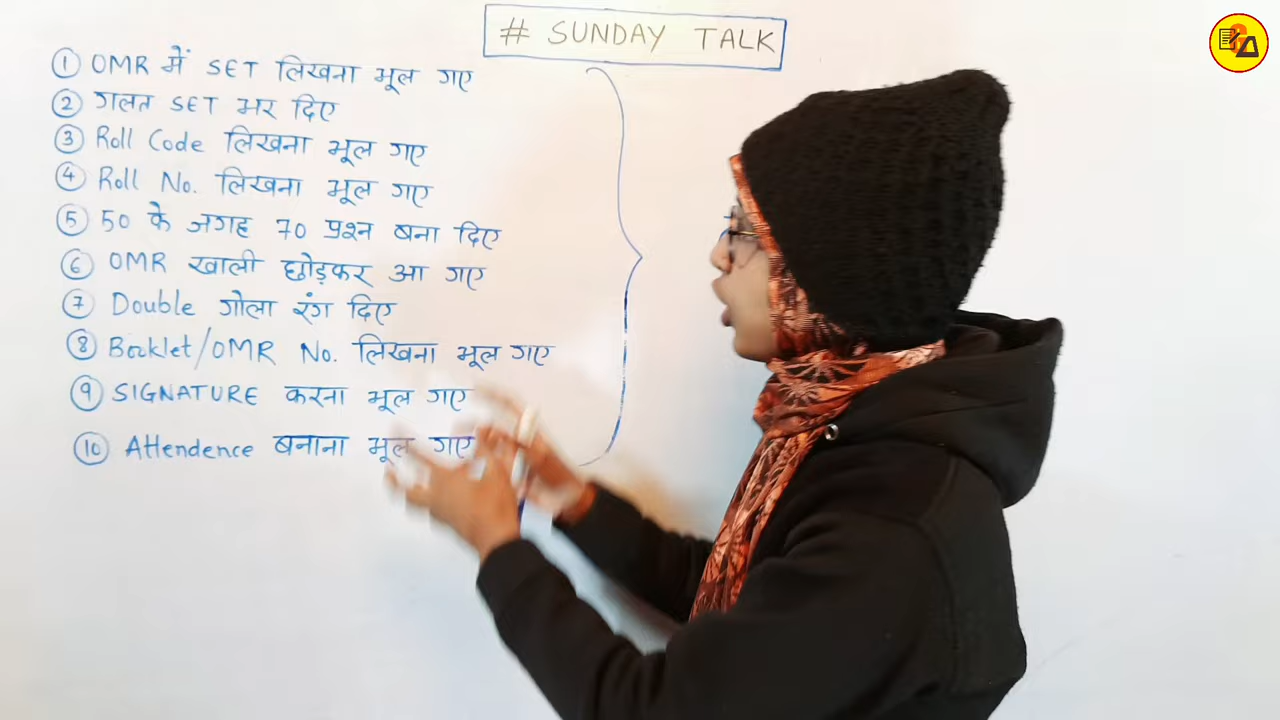 # SUNDAY TALK
① OMR में SET लिखना भूल गए
② गलत SET भर दिए
③ Roll Code लिखना भूल गए
④ Roll No. लिखना भूल गए
⑤ 50 के जगह 70 प्रश्न बना दिए
⑥ OMR खाली छोड़कर आ गए
⑦ Double गोला रंग दिए
⑧ Booklet/OMR No. लिखना भूल गए
⑨ SIGNATURE करना भूल गए
⑩ Attendence बनाना भूल गए